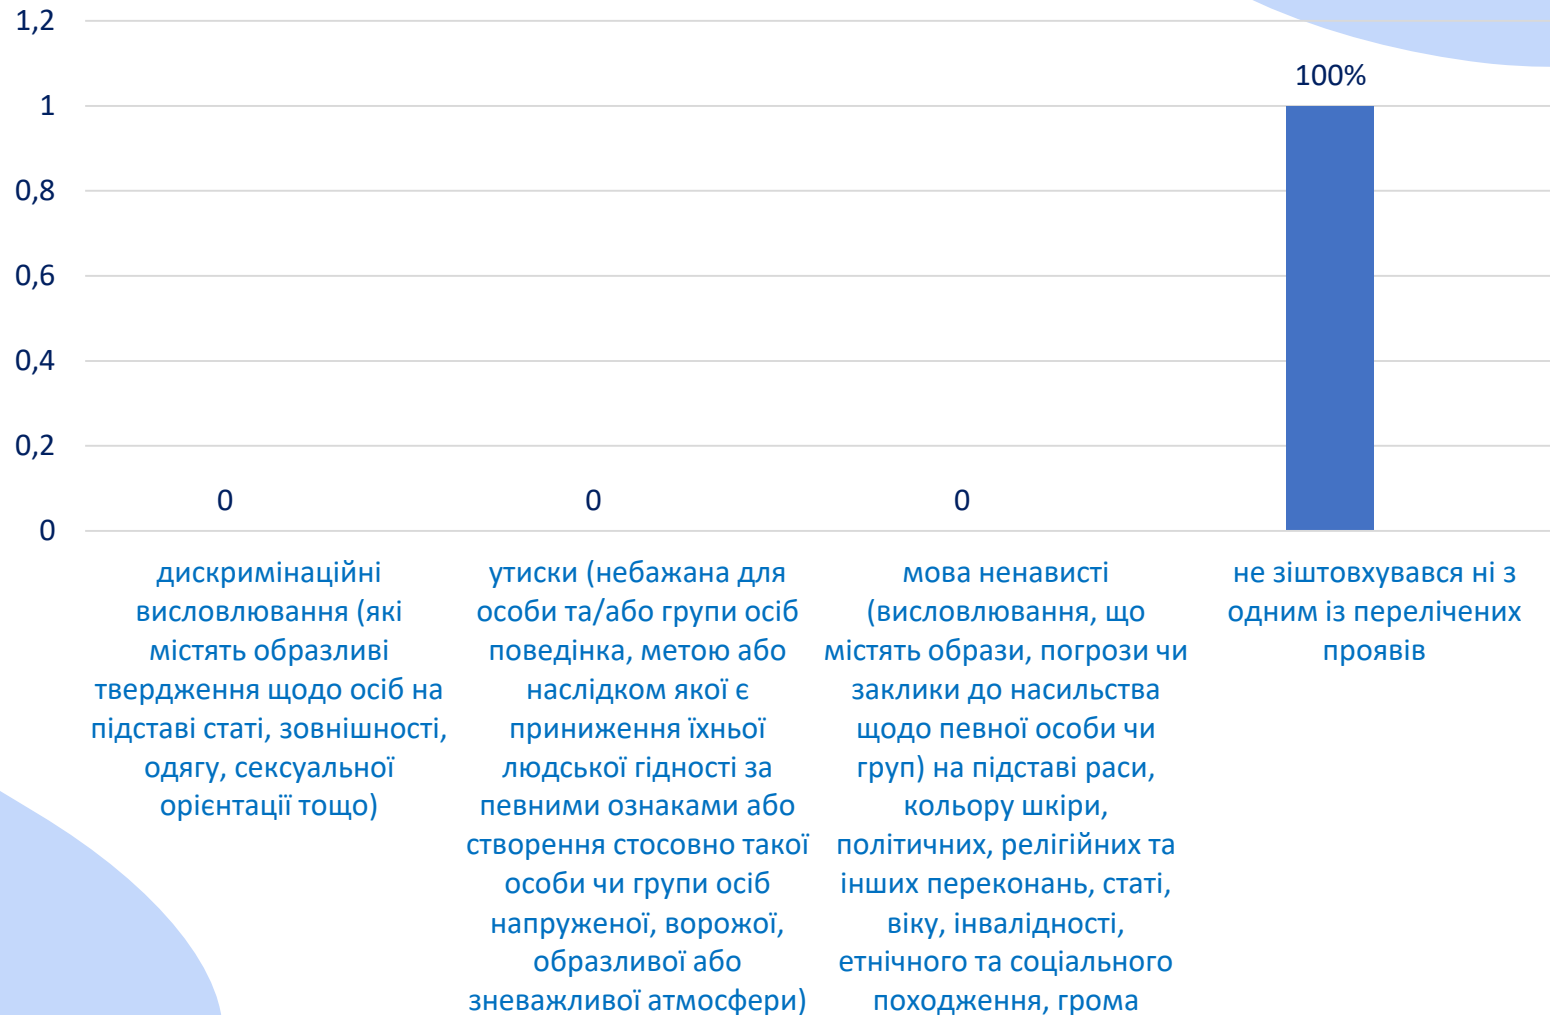 1,2
1
0,8
0,6
0,4
0,2
0
0
0
0
100%
дискримінаційні
висловлювання (які
містять образливі
твердження щодо осіб на
підставі статі, зовнішності,
одягу, сексуальної
орієнтації тощо)
утиски (небажана для
особи та/або групи осіб
поведінка, метою або
наслідком якої є
приниження їхньої
людської гідності за
певними ознаками або
створення стосовно такої
особи чи групи осіб
напруженої, ворожої,
образливої або
зневажливої атмосфери)
мова ненависті
(висловлювання, що
містять образи, погрози чи
заклики до насильства
щодо певної особи чи
груп) на підставі раси,
кольору шкіри,
політичних, релігійних та
інших переконань, статі,
віку, інвалідності,
етнічного та соціального
походження, грома
не зіштовхувався ні з
одним із перелічених
проявів